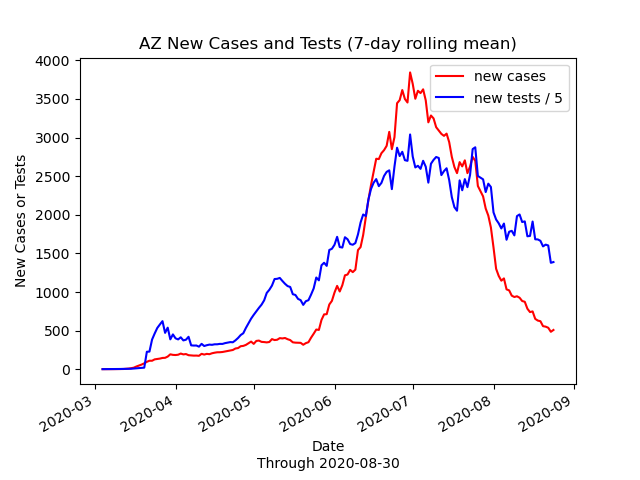 AZ New Cases and Tests (7-day rolling mean)
new cases
new tests / 5
New Cases or Tests
4000
3500
3000
2500
2000
1500
1000
500
0
2020-03
2020-04
2020-05
2020-06
2020-07
2020-08
2020-09
Date
Through 2020-08-30